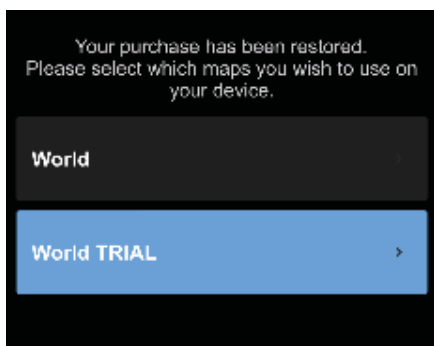 Your purchase has been restored.
Please select which maps you wish to use on
your device.
World
World TRIAL